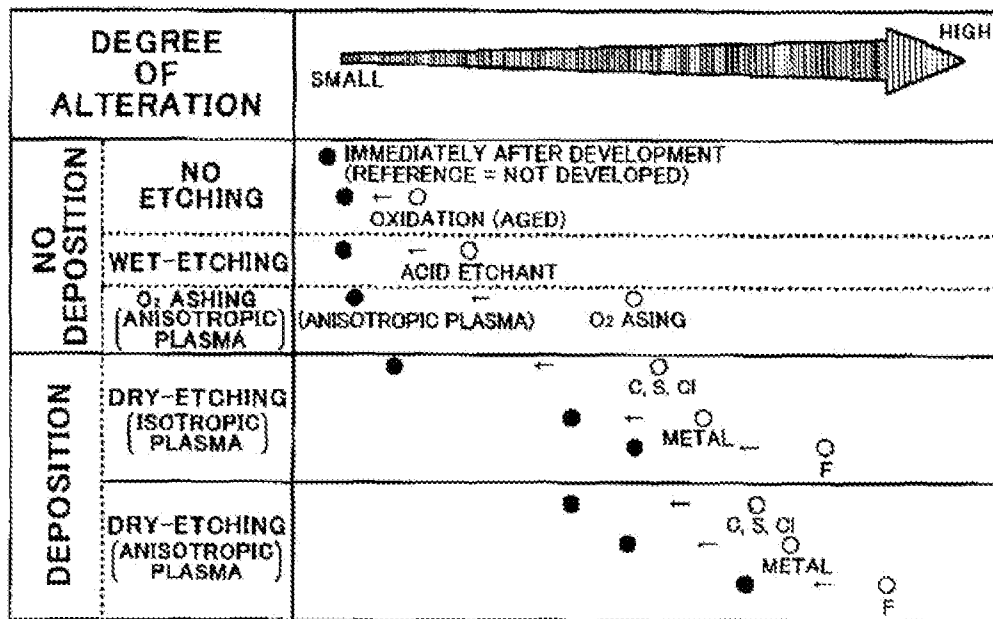 DEGREE
OF
ALTERATION
SMALL
HIGH
NO
DEPOSITION
NO
ETCHING
IMMEDIATELY AFTER DEVELOPMENT
(REFERENCE = NOT DEVELOPED)
←
OXIDATION (AGED)
WET-ETCHING
←
ACID ETCHANT
O₂ ASHING
(ANISOTROPIC)
PLASMA
←
(ANISOTROPIC PLASMA)
O₂ ASING
DEPOSITION
DRY-ETCHING
(ISOTROPIC
PLASMA)
←
C, S, Cl
←
METAL
←
F
DRY-ETCHING
(ANISOTROPIC
PLASMA)
←
C, S, Cl
←
METAL
←
F